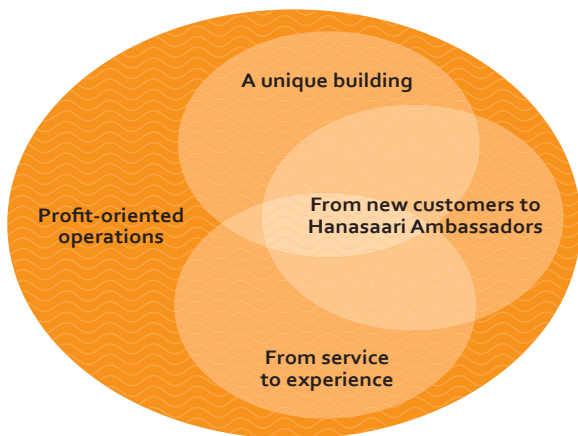 A unique building
Profit-oriented
operations
From new customers to
Hanasaari Ambassadors
From service
to experience